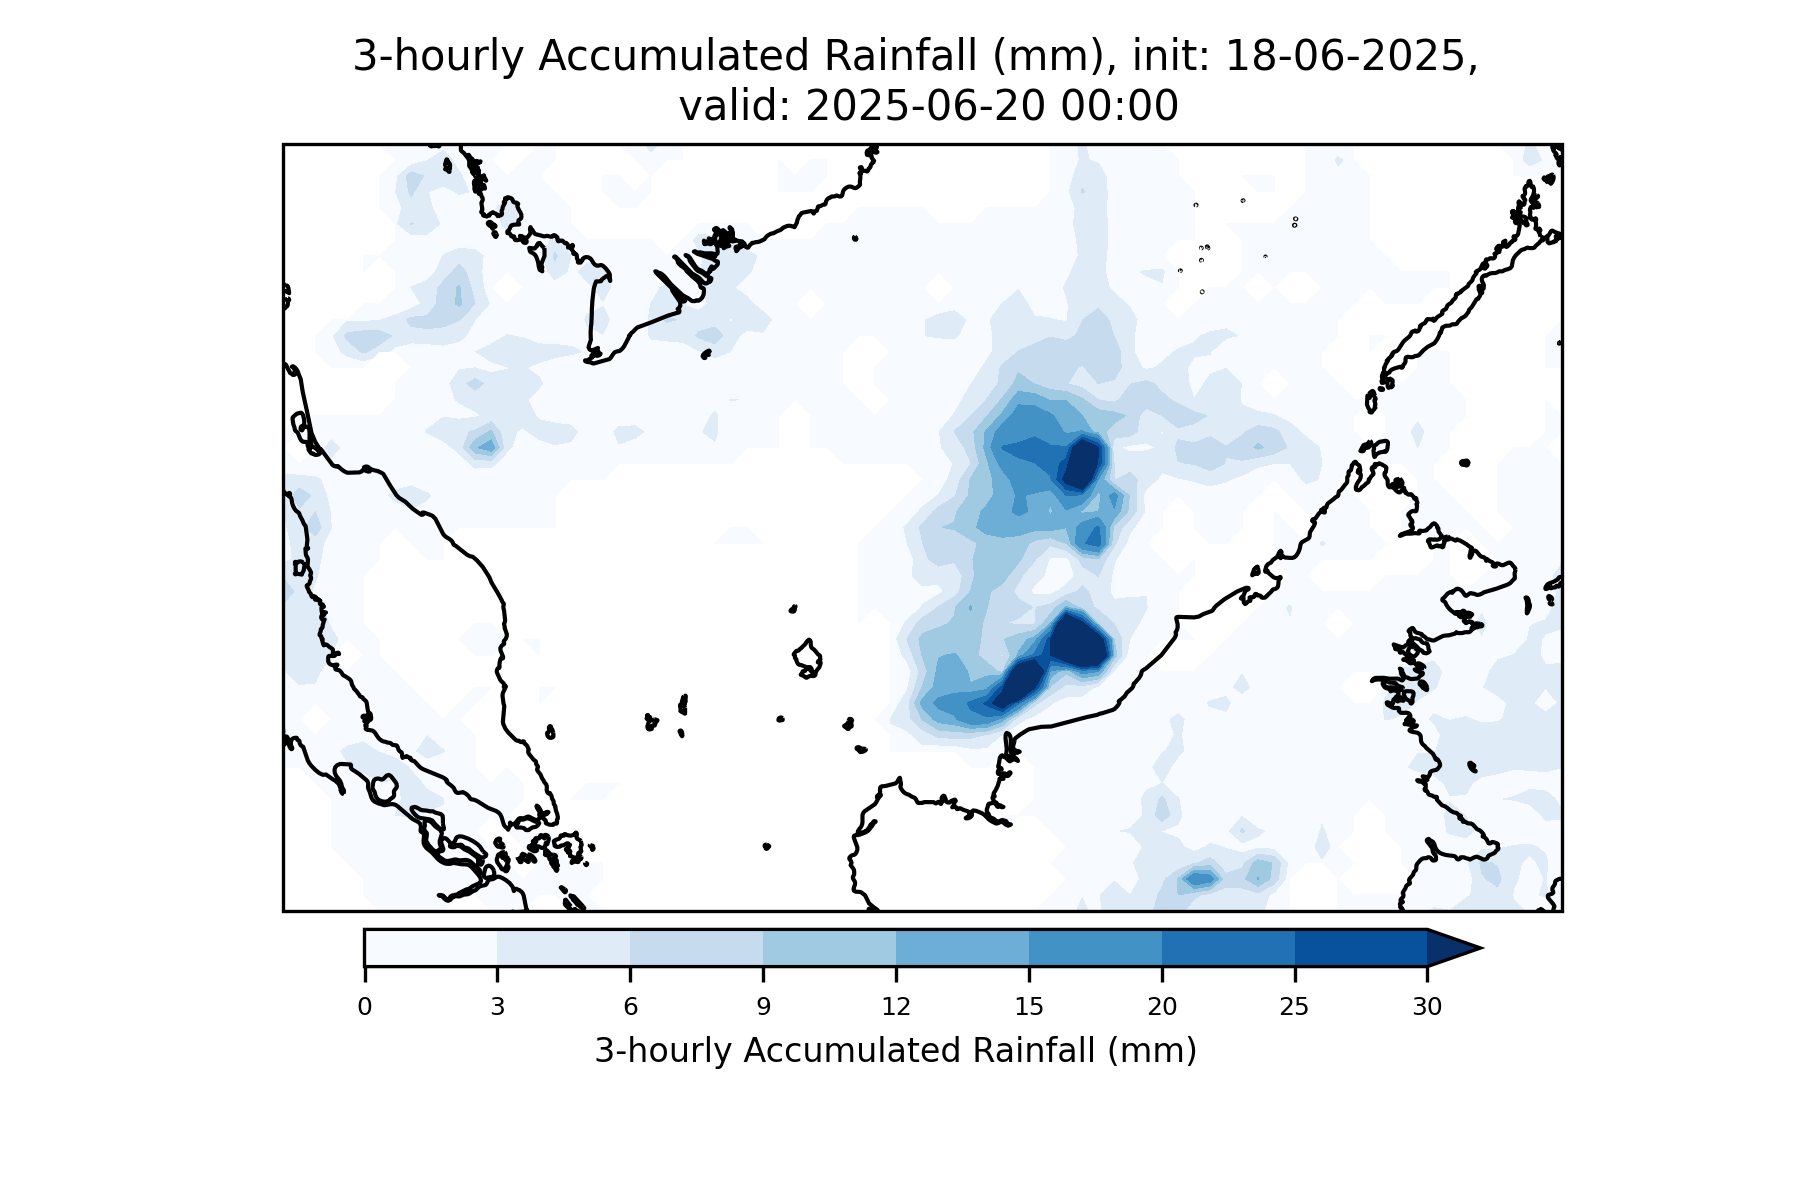 3-hourly Accumulated Rainfall (mm), init: 18-06-2025,
valid: 2025-06-20 00:00
0 3 6 9 12 15 20 25 30
3-hourly Accumulated Rainfall (mm)